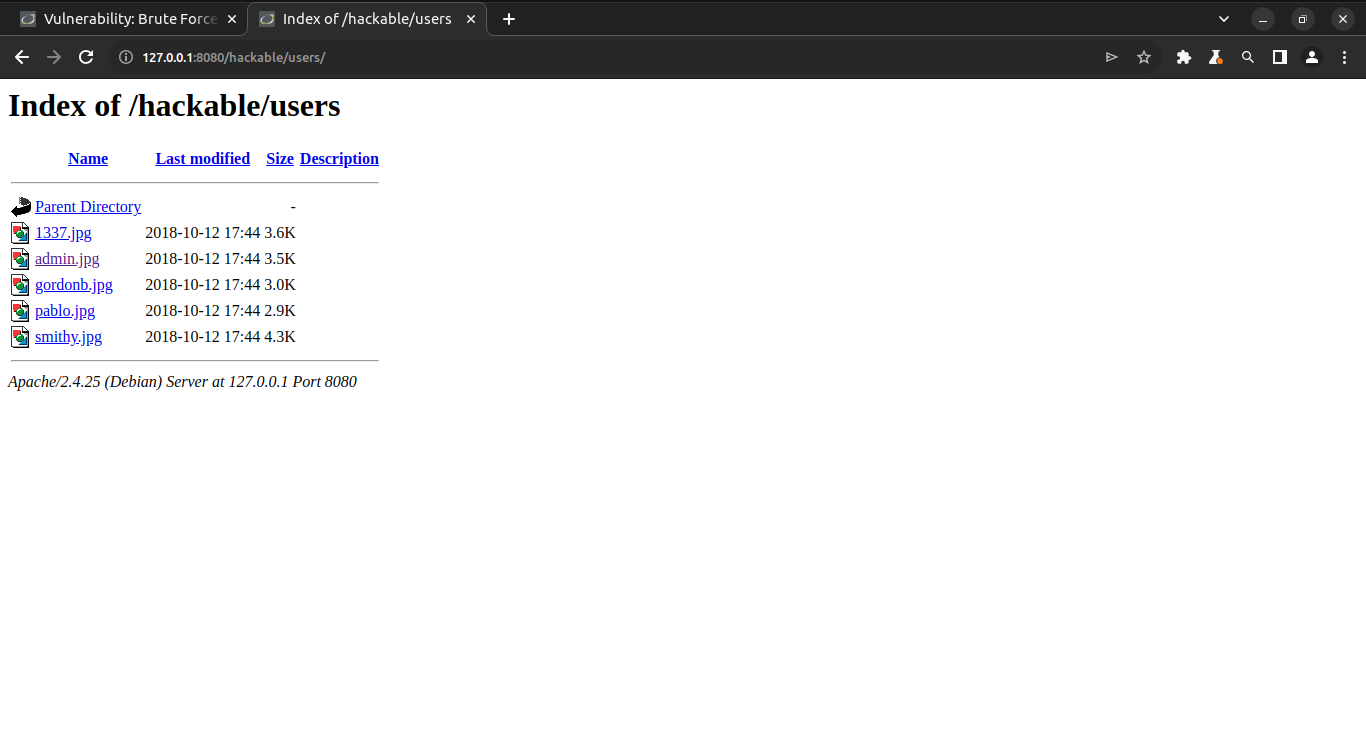 Vulnerability: Brute Force
Index of /hackable/users
127.0.0.1:8080/hackable/users/
Index of /hackable/users
Name Last modified Size Description
Parent Directory -
1337.jpg 2018-10-12 17:44 3.6K
admin.jpg 2018-10-12 17:44 3.5K
gordonb.jpg 2018-10-12 17:44 3.0K
pablo.jpg 2018-10-12 17:44 2.9K
smithy.jpg 2018-10-12 17:44 4.3K
Apache/2.4.25 (Debian) Server at 127.0.0.1 Port 8080